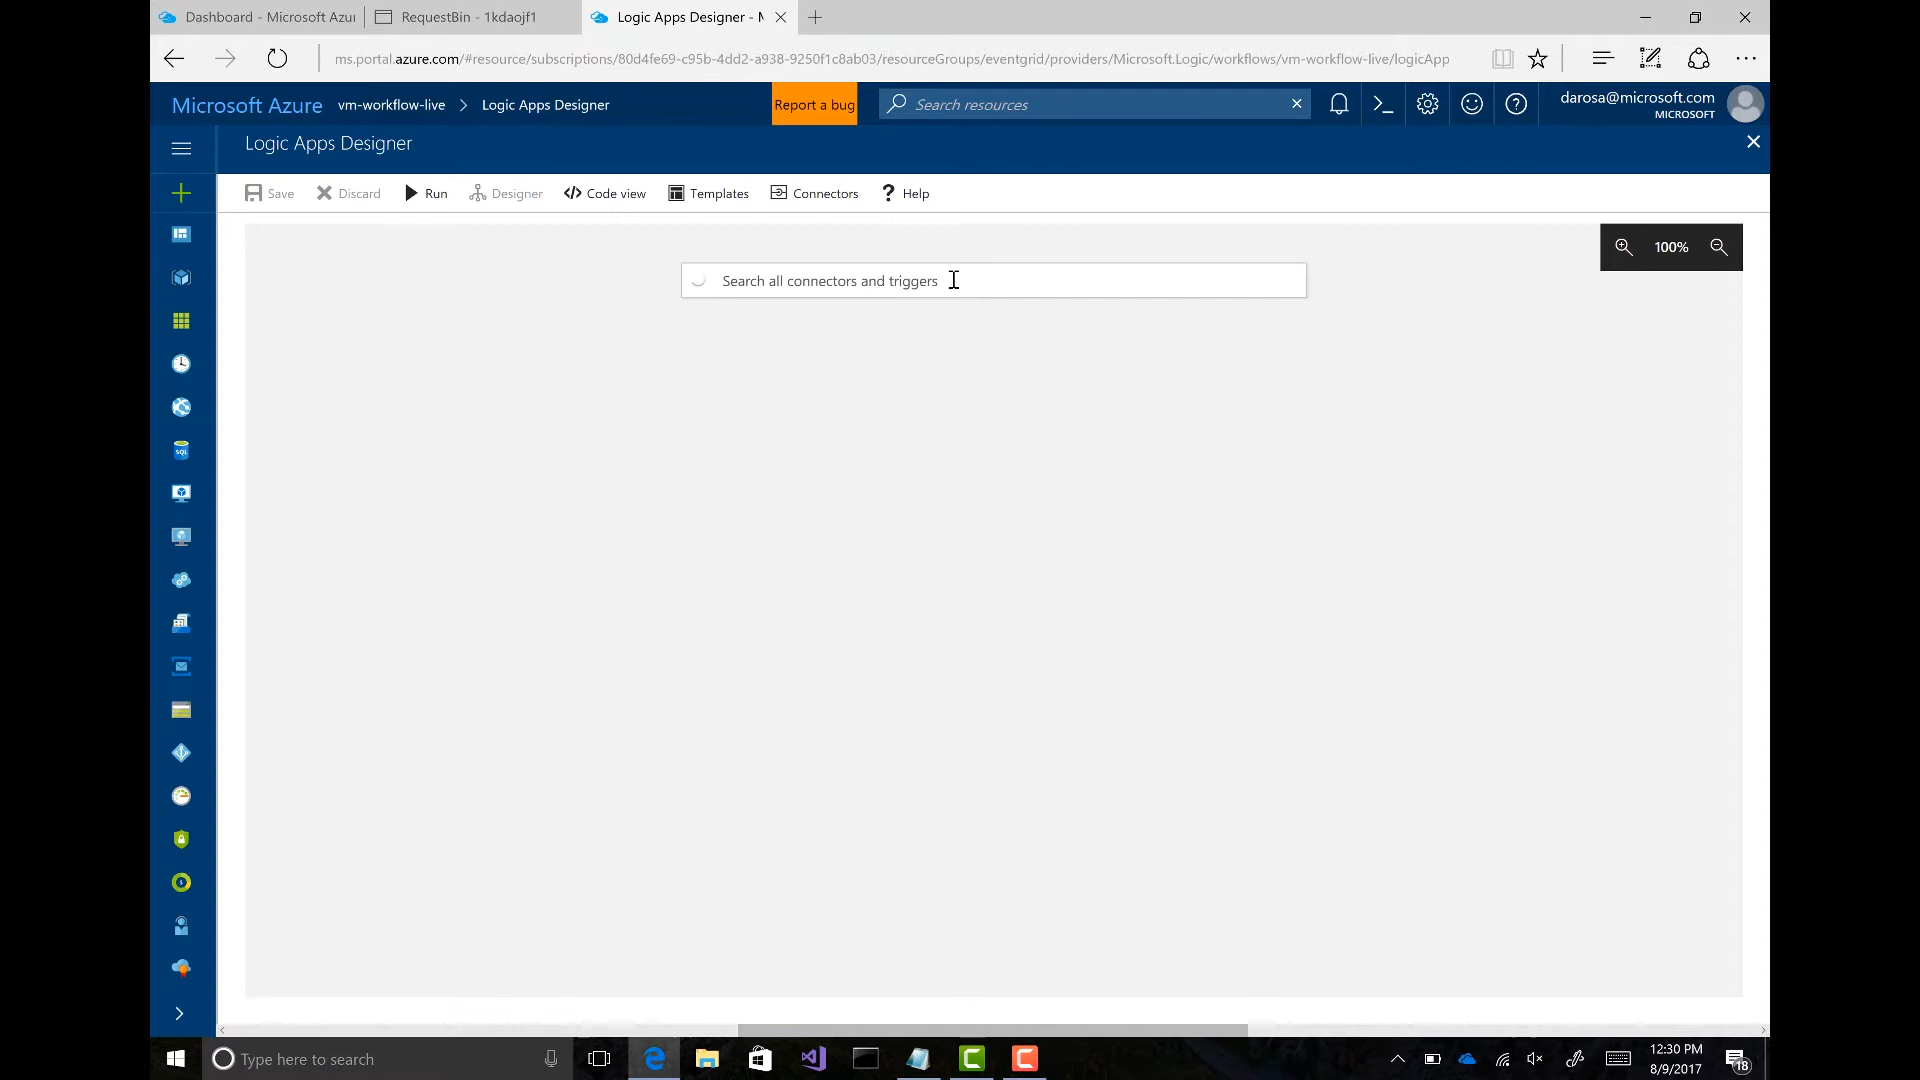 Dashboard - Microsoft Azu
RequestBin - 1kdaojf1
Logic Apps Designer - M
ms.portal.azure.com/#resource/subscriptions/80d4fe69-c95b-4dd2-a938-9250f1c8ab03/resourceGroups/eventgrid/providers/Microsoft.Logic/workflows/vm-workflow-live/logicApp
Microsoft Azure vm-workflow-live > Logic Apps Designer
Report a bug
Search resources
darosa@microsoft.com
MICROSOFT
Logic Apps Designer
Save Discard Run Designer Code view Templates Connectors ? Help
100%
Search all connectors and triggers
SQL
Type here to search
12:30 PM
8/9/2017
18